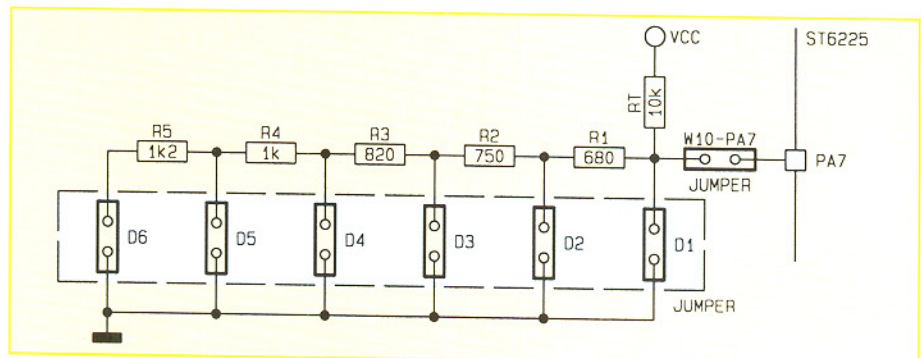 VCC
ST6225
RT
10k
R5
1k2
R4
1k
R3
820
R2
750
R1
680
W10-PA7
JUMPER
PA7
D6
D5
D4
D3
D2
D1
JUMPER